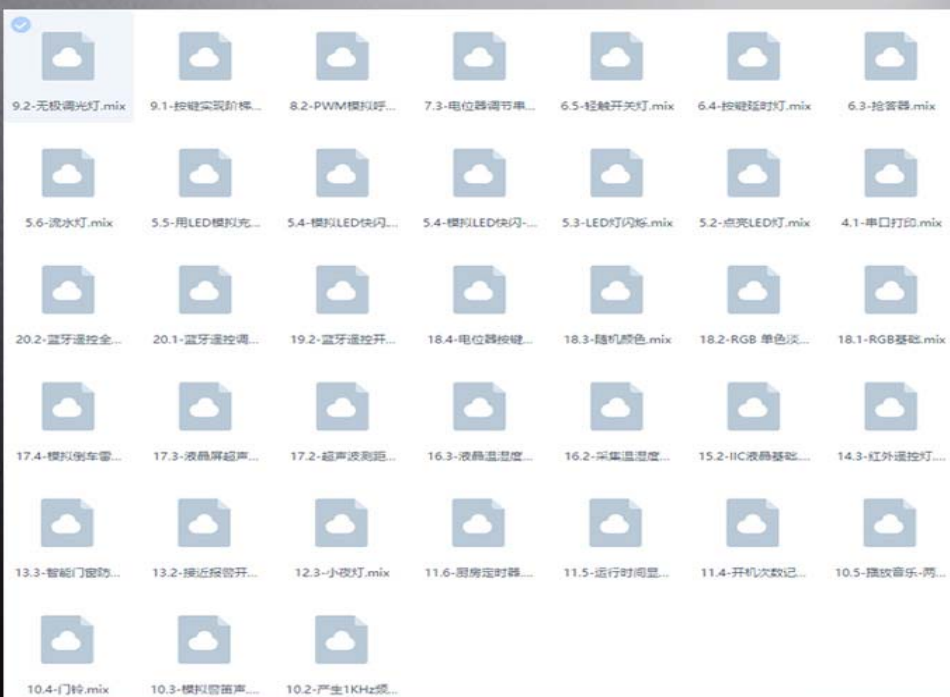 9.2-无极调光灯.mix
9.1-按键实现阶梯...
8.2-PWM模拟呼...
7.3-电位器调节串...
6.5-轻触开关灯.mix
6.4-按键延时灯.mix
6.3-抢答器.mix
5.6-流水灯.mix
5.5-用LED模拟充...
5.4-模拟LED快闪....
5.4-模拟LED快闪-...
5.3-LED灯闪烁.mix
5.2-点亮LED灯.mix
4.1-串口打印.mix
20.2-蓝牙遥控全...
20.1-蓝牙遥控调...
19.2-蓝牙遥控开...
18.4-电位器按键...
18.3-随机颜色.mix
18.2-RGB 单色淡...
18.1-RGB基础.mix
17.4-模拟倒车雷...
17.3-液晶屏超声...
17.2-超声波测距...
16.3-液晶温湿度...
16.2-采集温湿度...
15.2-IIC液晶基础....
14.3-红外遥控灯....
13.3-智能门窗防...
13.2-接近报警开...
12.3-小夜灯.mix
11.6-厨房定时器....
11.5-运行时间显...
11.4-开机次数记...
10.5-播放音乐-两...
10.4-门铃.mix
10.3-模拟警笛声....
10.2-产生1KHz频...